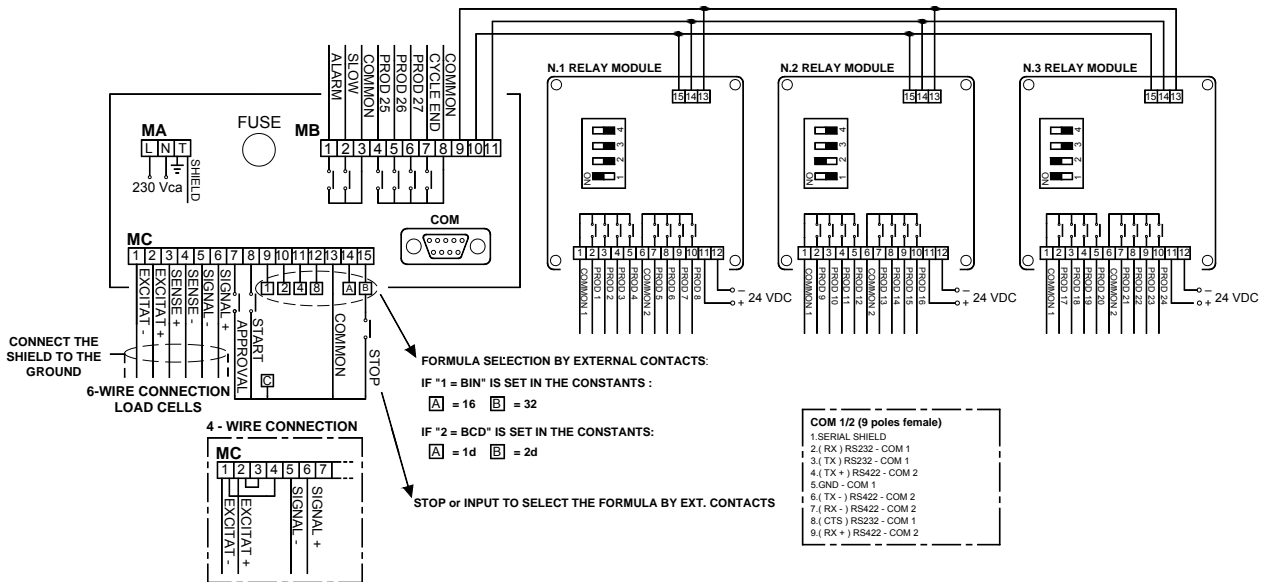 N.1 RELAY MODULE
N.2 RELAY MODULE
N.3 RELAY MODULE
ALARM
SLOW
COMMON
PROD 25
PROD 26
PROD 27
CYCLE END
COMMON
15 14 13
15 14 13
15 14 13
MA
L N T
230 Vca
SHIELD
FUSE
MB
1 2 3 4 5 6 7 8 9 10 11
ON
1 2 3 4
ON
1 2 3 4
ON
1 2 3 4
COM
MC
1 2 3 4 5 6 7 8 9 10 11 12 13 14 15
1 2 4 8 A B
EXCITAT -
EXCITAT +
SENSE +
SENSE -
SIGNAL -
SIGNAL +
APPROVAL
START
C
COMMON
STOP
1 2 3 4 5 6 7 8 9 10 11 12
COMMON 1
PROD 1
PROD 2
PROD 3
PROD 4
COMMON 2
PROD 5
PROD 6
PROD 7
PROD 8
- 
+ 24 VDC
1 2 3 4 5 6 7 8 9 10 11 12
COMMON 1
PROD 9
PROD 10
PROD 11
PROD 12
COMMON 2
PROD 13
PROD 14
PROD 15
PROD 16
-
+ 24 VDC
1 2 3 4 5 6 7 8 9 10 11 12
COMMON 1
PROD 17
PROD 18
PROD 19
PROD 20
COMMON 2
PROD 21
PROD 22
PROD 23
PROD 24
-
+ 24 VDC
CONNECT THE
SHIELD TO THE
GROUND
6-WIRE CONNECTION
LOAD CELLS
FORMULA SELECTION BY EXTERNAL CONTACTS:
IF "1 = BIN" IS SET IN THE CONSTANTS :
A = 16 B = 32
IF "2 = BCD" IS SET IN THE CONSTANTS:
A = 1d B = 2d
STOP or INPUT TO SELECT THE FORMULA BY EXT. CONTACTS
4 - WIRE CONNECTION
MC
1 2 3 4 5 6 7
EXCITAT -
EXCITAT +
SIGNAL -
SIGNAL +
COM 1/2 (9 poles female)
1.SERIAL SHIELD
2.( RX ) RS232 - COM 1
3.( TX ) RS232 - COM 1
4.( TX + ) RS422 - COM 2
5.GND - COM 1
6.( TX - ) RS422 - COM 2
7.( RX - ) RS422 - COM 2
8.( CTS ) RS232 - COM 1
9.( RX + ) RS422 - COM 2